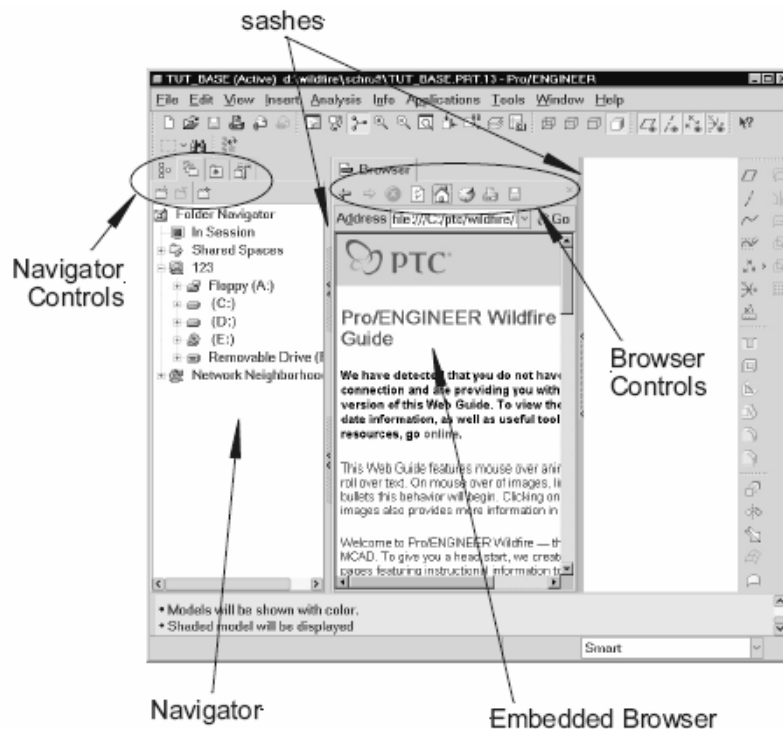 sashes
TUT_BASE (Active) d:\wildfire\schruff\TUT_BASE.PRT.13 - Pro/ENGINEER
File Edit View Insert Analysis Info Applications Tools Window Help
Browser
Address file:///C:/ptc/wildfire/ Go
Folder Navigator
In Session
Shared Spaces
123
Floppy (A:)
(C:)
(D:)
(E:)
Removable Drive (
Network Neighborhoo
Navigator
Controls
PTC
Pro/ENGINEER Wildfire
Guide
We have detected that you do not have
connection and are providing you with
version of this Web Guide. To view the
date information, as well as useful tool
resources, go online.
This Web Guide features mouse over anim
roll over text. On mouse over of images, li
bullets this behavior will begin. Clicking on
images also provides more information in
Welcome to Pro/ENGINEER Wildfire — th
MCAD. To give you a head start, we creat
pages featuring instructional information to
Browser
Controls
• Models will be shown with color.
• Shaded model will be displayed
Smart
Navigator
Embedded Browser